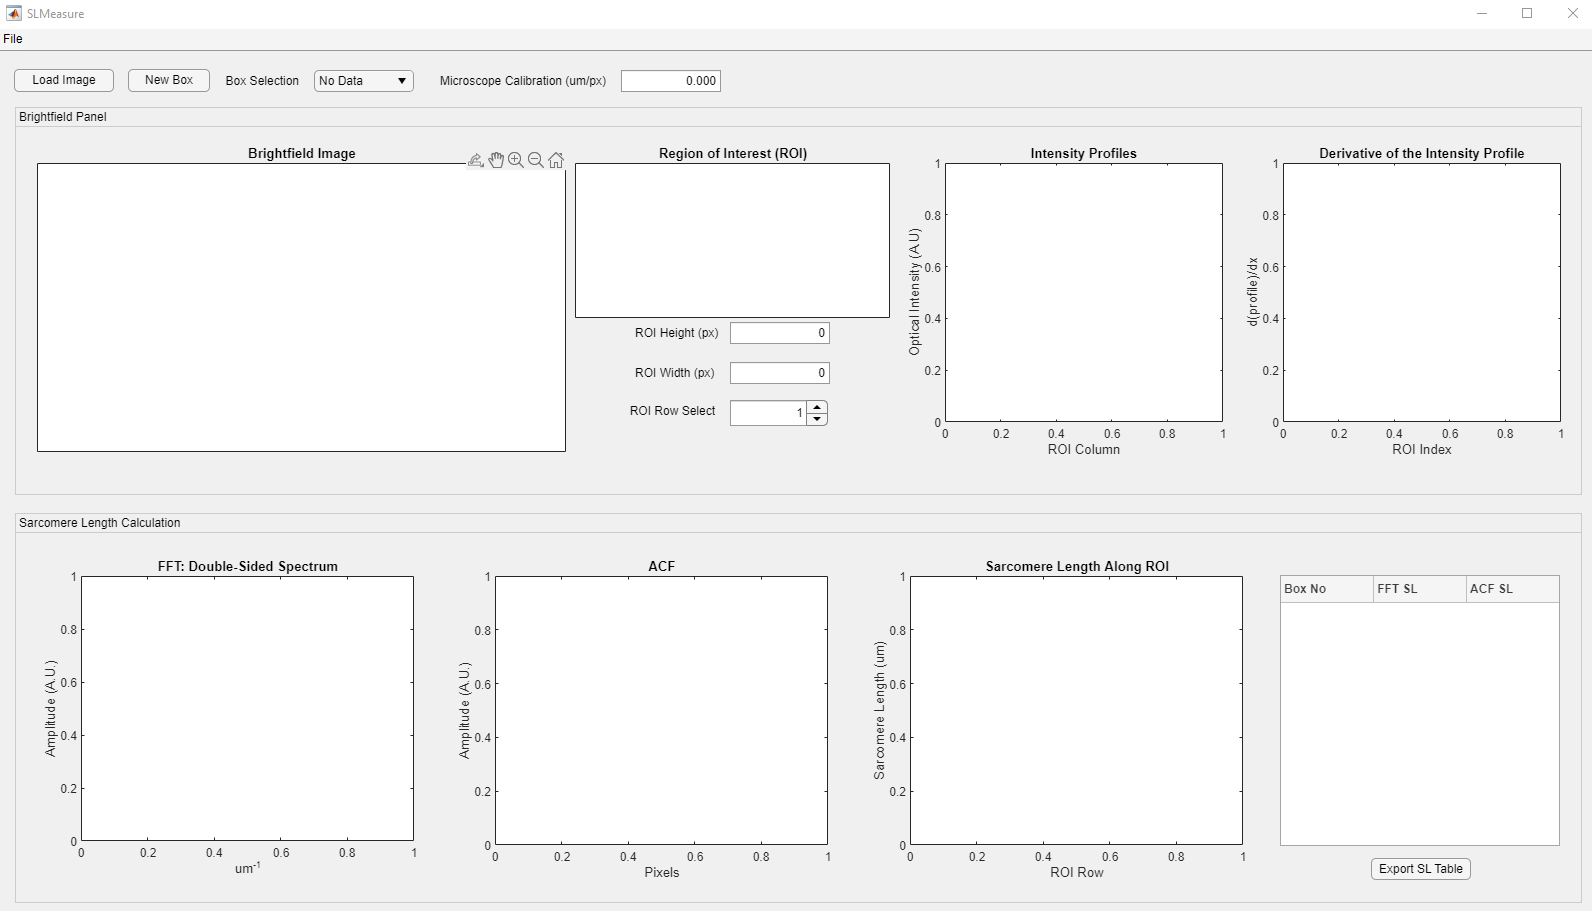 SLMeasure
File
Load Image
New Box
Box Selection
No Data
Microscope Calibration (um/px)
0.000
Brightfield Panel
Brightfield Image
Region of Interest (ROI)
ROI Height (px)
0
ROI Width (px)
0
ROI Row Select
1
Intensity Profiles
Optical Intensity (A.U)
1
0.8
0.6
0.4
0.2
0
0 0.2 0.4 0.6 0.8 1
ROI Column
Derivative of the Intensity Profile
d(profile)/dx
1
0.8
0.6
0.4
0.2
0
0 0.2 0.4 0.6 0.8 1
ROI Index
Sarcomere Length Calculation
FFT: Double-Sided Spectrum
Amplitude (A.U.)
1
0.8
0.6
0.4
0.2
0
0 0.2 0.4 0.6 0.8 1
um-1
ACF
Amplitude (A.U.)
1
0.8
0.6
0.4
0.2
0
0 0.2 0.4 0.6 0.8 1
Pixels
Sarcomere Length Along ROI
Sarcomere Length (um)
1
0.8
0.6
0.4
0.2
0
0 0.2 0.4 0.6 0.8 1
ROI Row
Box No FFT SL ACF SL
Export SL Table